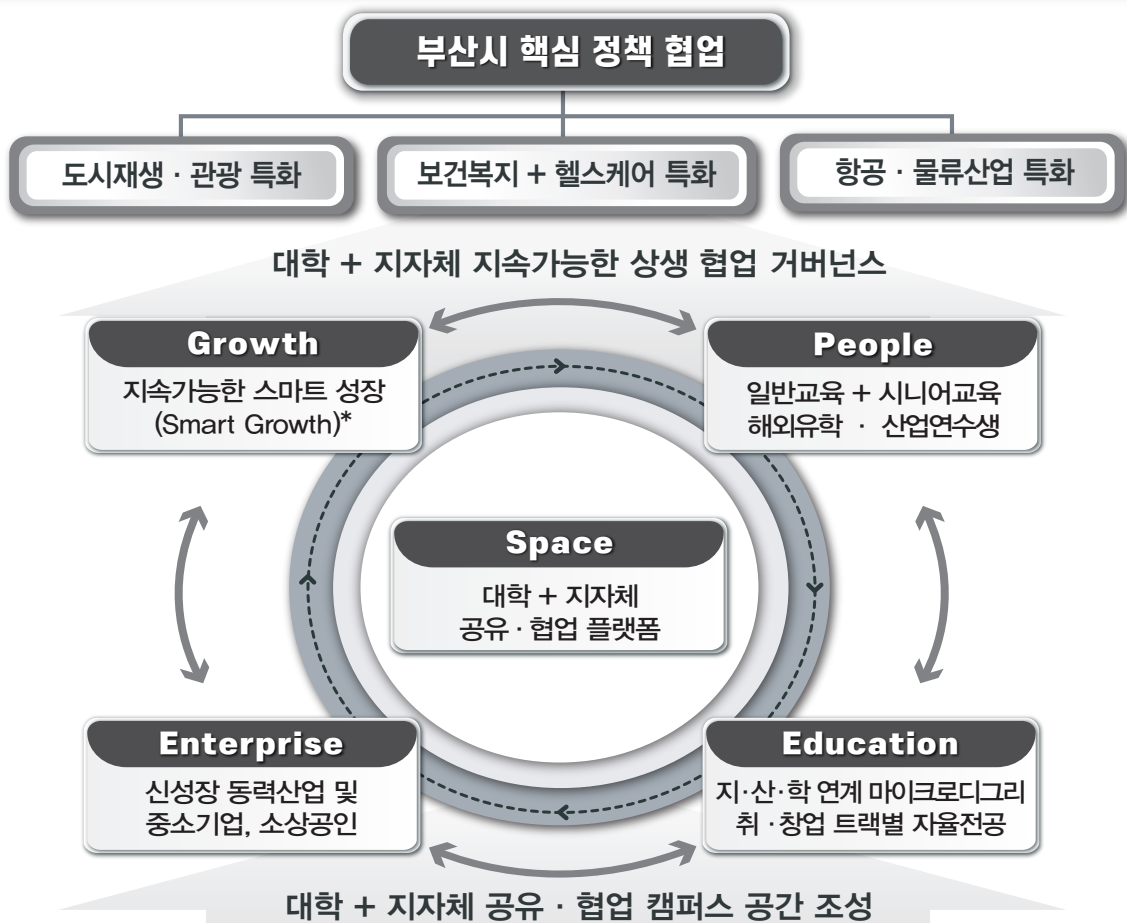 부산시 핵심 정책 협업
도시재생 · 관광 특화
보건복지 + 헬스케어 특화
항공 · 물류산업 특화
대학 + 지자체 지속가능한 상생 협업 거버넌스
Growth
지속가능한 스마트 성장
(Smart Growth)*
People
일반교육 + 시니어교육
해외유학 · 산업연수생
Space
대학 + 지자체
공유 · 협업 플랫폼
Enterprise
신성장 동력산업 및
중소기업, 소상공인
Education
지·산·학 연계 마이크로디그리
취 ·창업 트랙별 자율전공
대학 + 지자체 공유 · 협업 캠퍼스 공간 조성